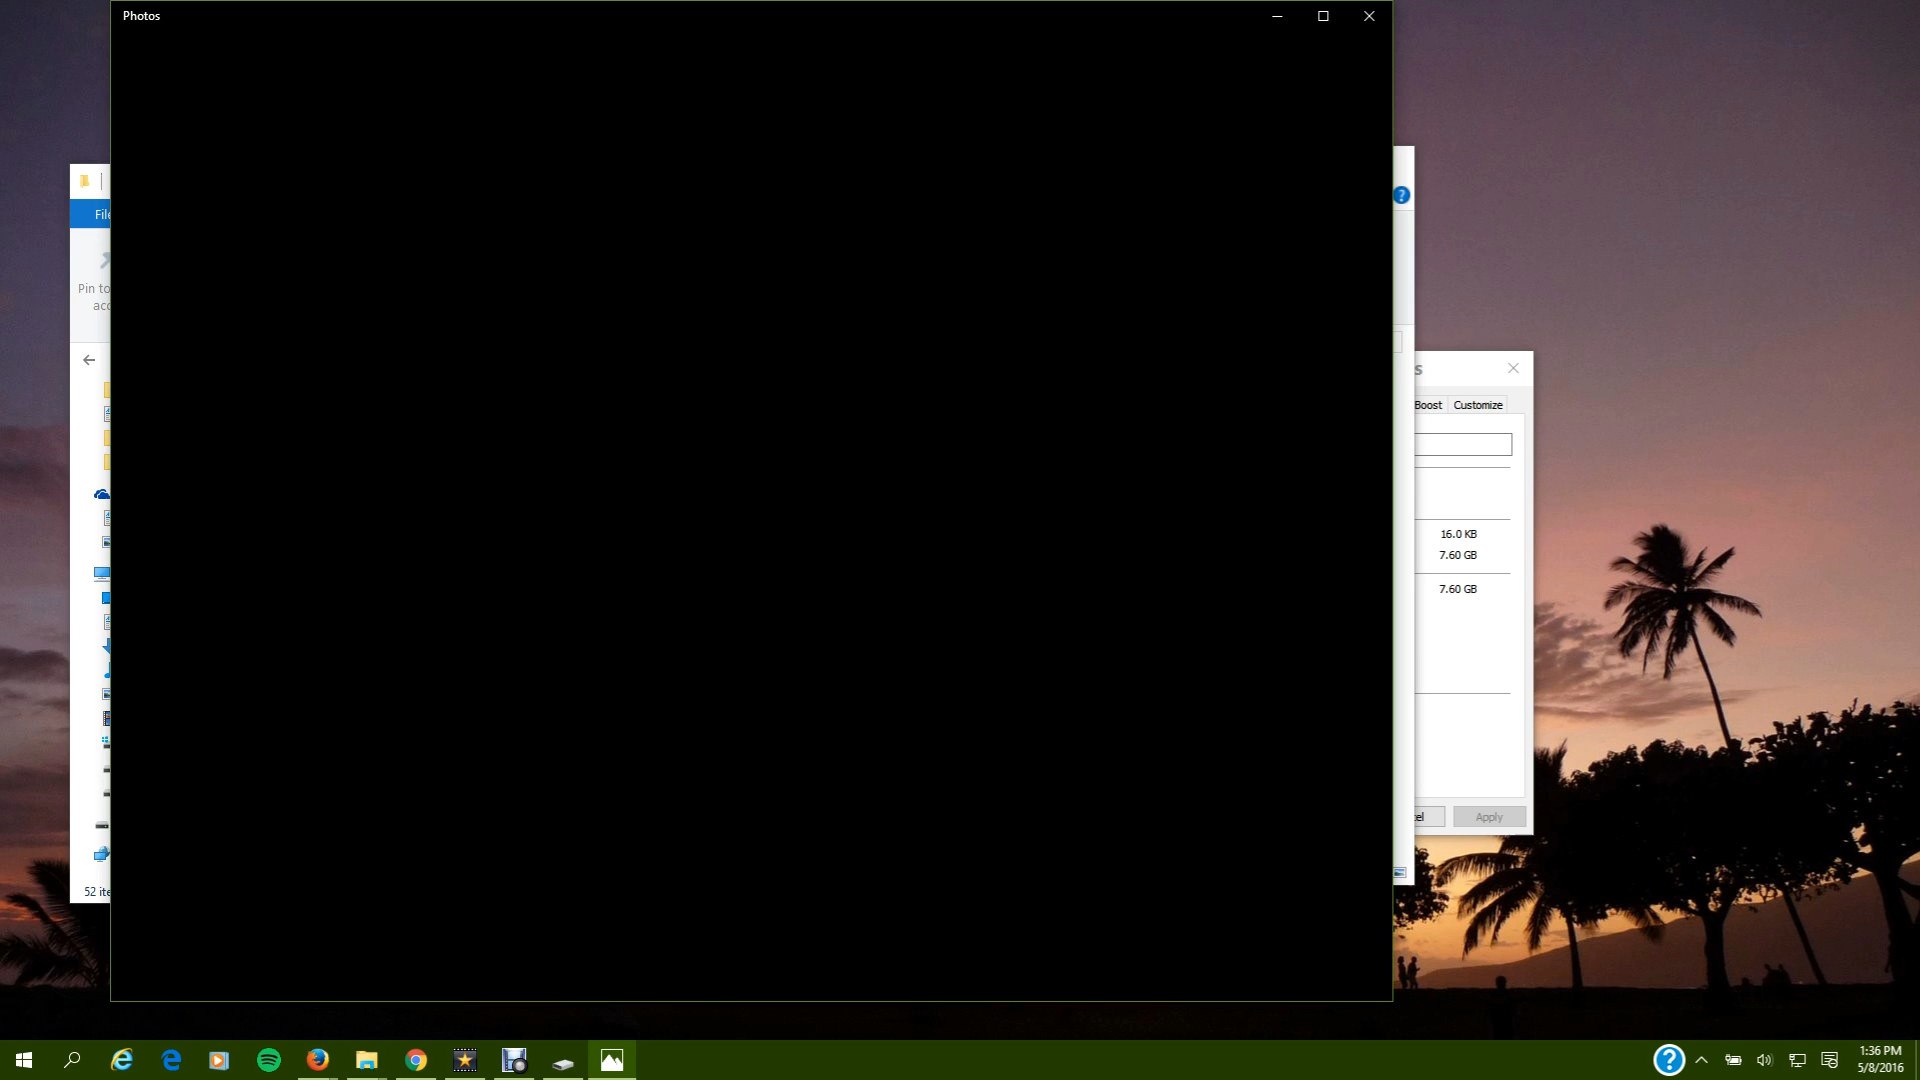 Photos
File
Pin to
acc
s
Boost Customize
16.0 KB
7.60 GB
7.60 GB
cel Apply
52 ite
1:36 PM
5/8/2016